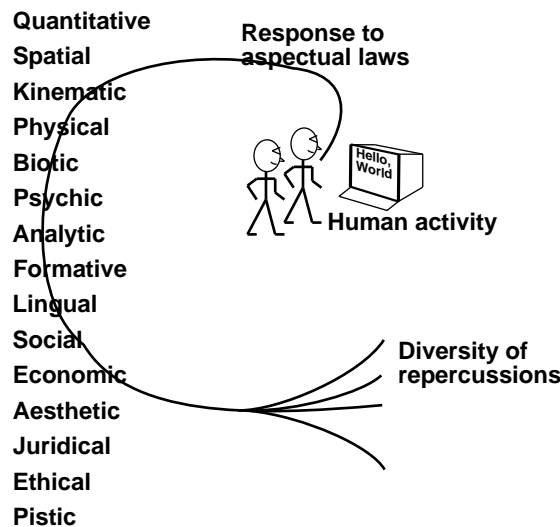 Quantitative
Spatial
Kinematic
Physical
Biotic
Psychic
Analytic
Formative
Lingual
Social
Economic
Aesthetic
Juridical
Ethical
Pistic
Response to
aspectual laws
Hello,
World
Human activity
Diversity of
repercussions